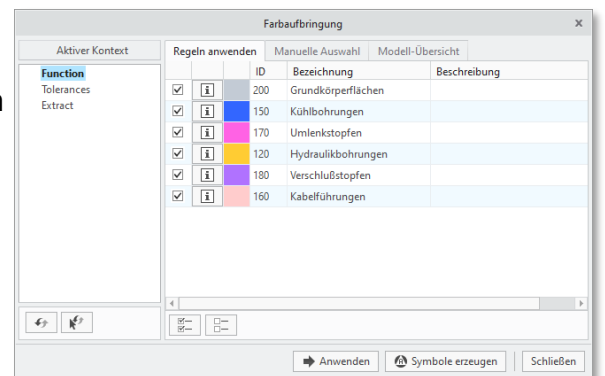 Farbaufbringung
Aktiver Kontext
Function
Tolerances
Extract
Regeln anwenden Manuelle Auswahl Modell-Übersicht
ID Bezeichnung Beschreibung
200 Grundkörperflächen
150 Kühlbohrungen
170 Umlenkstopfen
120 Hydraulikbohrungen
180 Verschlußstopfen
160 Kabelführungen
Anwenden Symbole erzeugen Schließen